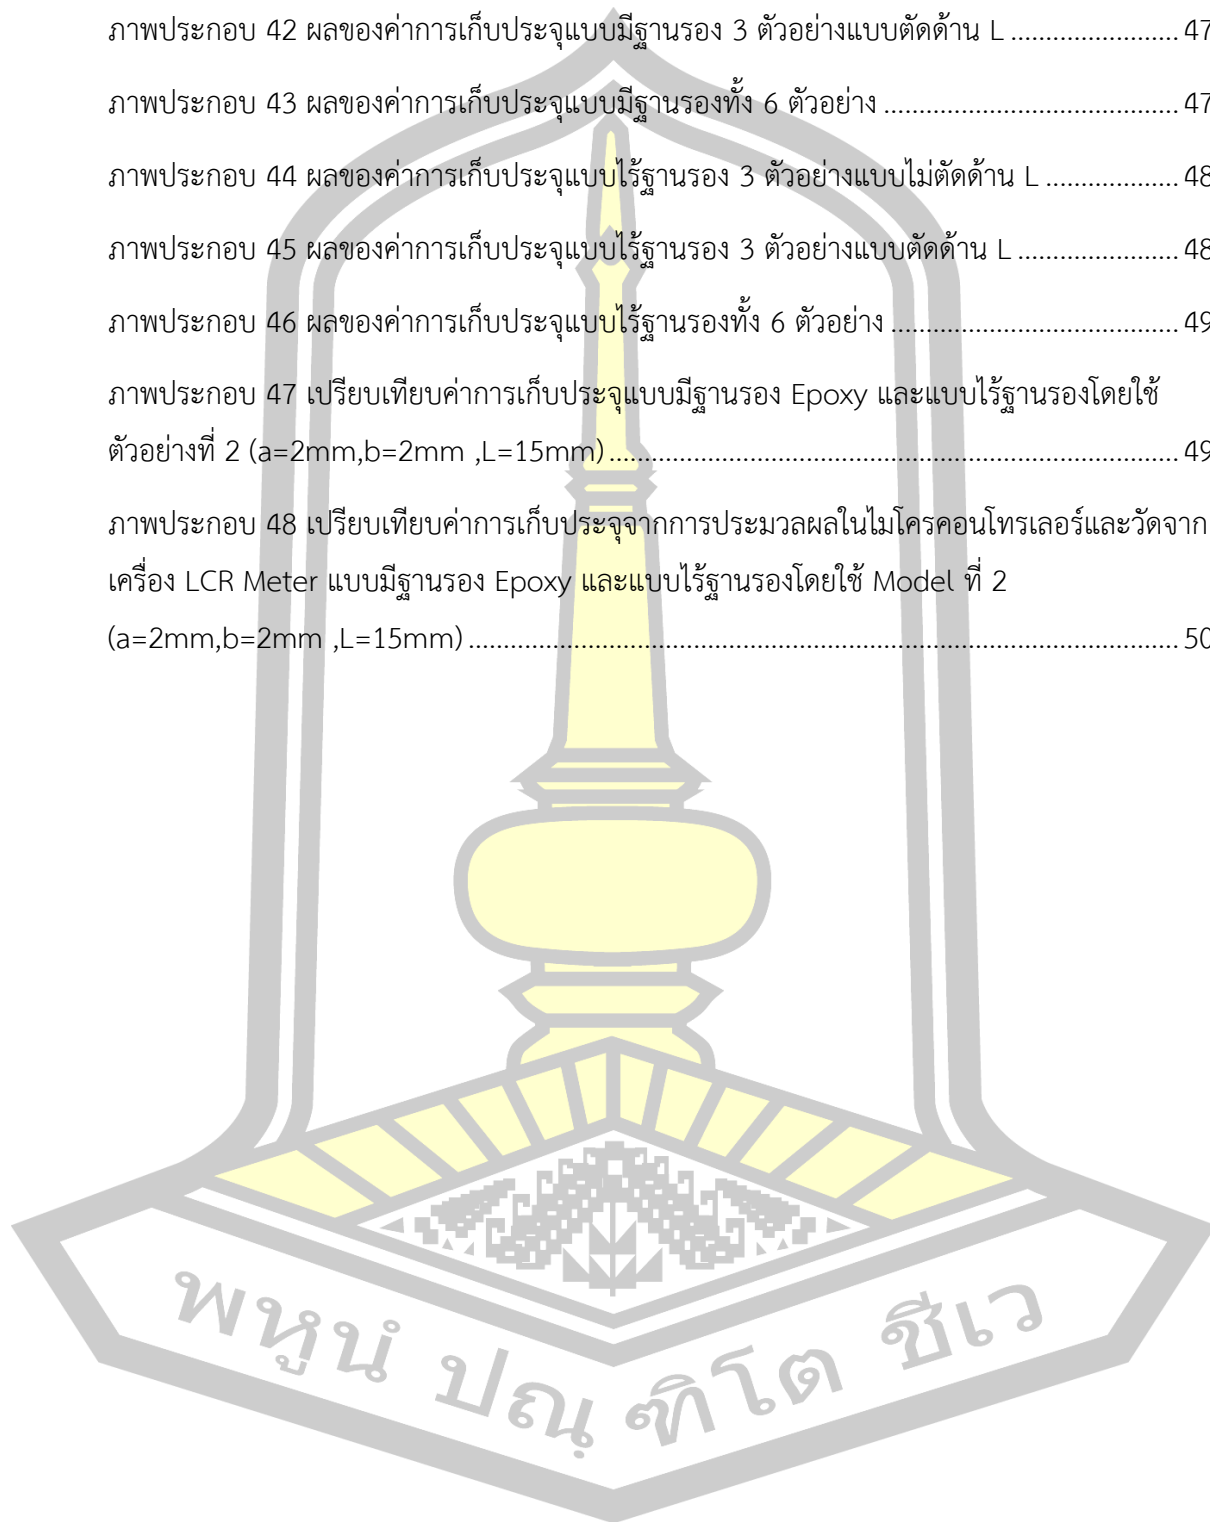 ภาพประกอบ 42 ผลของค่าการเก็บประจุแบบมีฐานรอง 3 ตัวอย่างแบบตัดด้าน L ........................ 47
ภาพประกอบ 43 ผลของค่าการเก็บประจุแบบมีฐานรองทั้ง 6 ตัวอย่าง .......................................... 47
ภาพประกอบ 44 ผลของค่าการเก็บประจุแบบไร้ฐานรอง 3 ตัวอย่างแบบไม่ตัดด้าน L ................... 48
ภาพประกอบ 45 ผลของค่าการเก็บประจุแบบไร้ฐานรอง 3 ตัวอย่างแบบตัดด้าน L ....................... 48
ภาพประกอบ 46 ผลของค่าการเก็บประจุแบบไร้ฐานรองทั้ง 6 ตัวอย่าง ......................................... 49
ภาพประกอบ 47 เปรียบเทียบค่าการเก็บประจุแบบมีฐานรอง Epoxy และแบบไร้ฐานรองโดยใช้
ตัวอย่างที่ 2 (a=2mm,b=2mm ,L=15mm) ................................................................................. 49
ภาพประกอบ 48 เปรียบเทียบค่าการเก็บประจุจากการประมวลผลในไมโครคอนโทรเลอร์และวัดจาก
เครื่อง LCR Meter แบบมีฐานรอง Epoxy และแบบไร้ฐานรองโดยใช้ Model ที่ 2
(a=2mm,b=2mm ,L=15mm) ..................................................................................................... 50
พหูนํ ปณฺ ฑิโต ชีเว